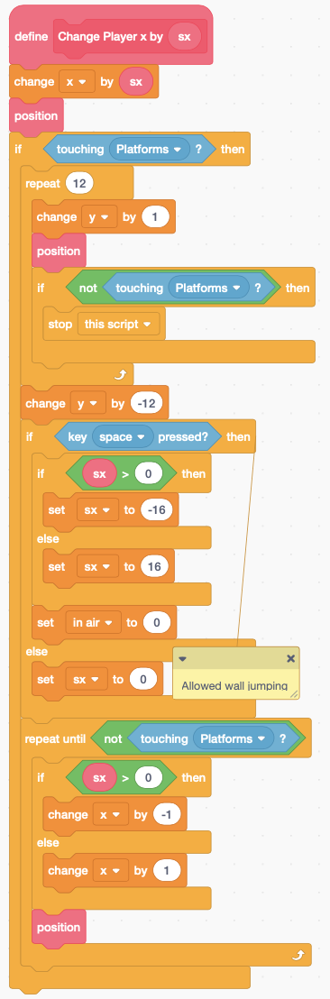 define Change Player x by sx
change x by sx
position
if touching Platforms ? then
repeat 12
change y by 1
position
if not touching Platforms ? then
stop this script
change y by -12
if key space pressed? then
if sx > 0 then
set sx to -16
else
set sx to 16
set in air to 0
else
set sx to 0
Allowed wall jumping
repeat until not touching Platforms ?
if sx > 0 then
change x by -1
else
change x by 1
position